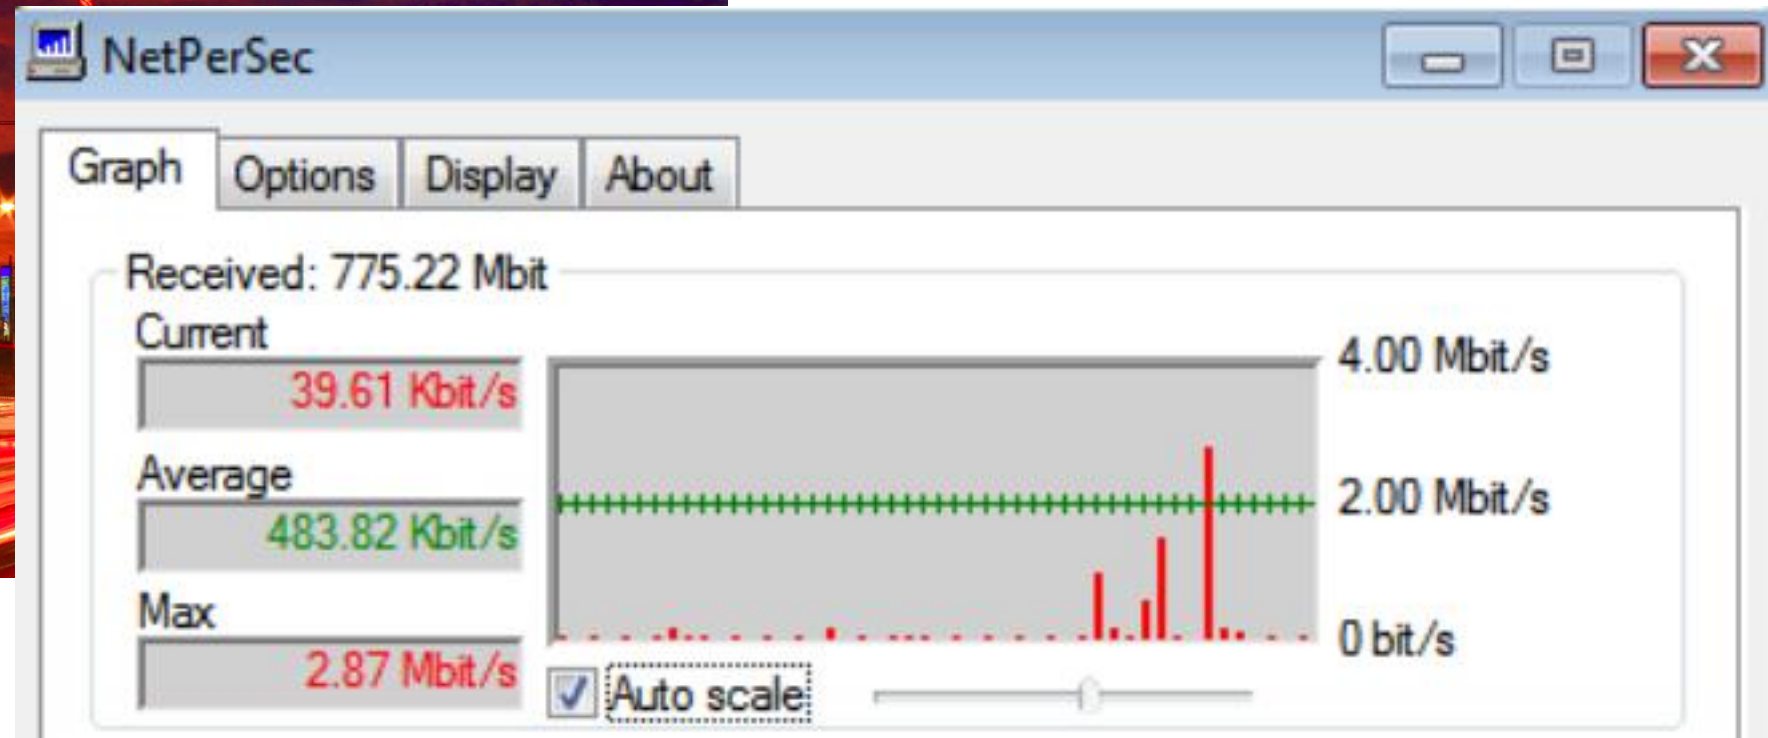 NetPerSec
Graph Options Display About
Received: 775.22 Mbit
Current
39.61 Kbit/s
Average
483.82 Kbit/s
Max
2.87 Mbit/s
4.00 Mbit/s
2.00 Mbit/s
0 bit/s
Auto scale